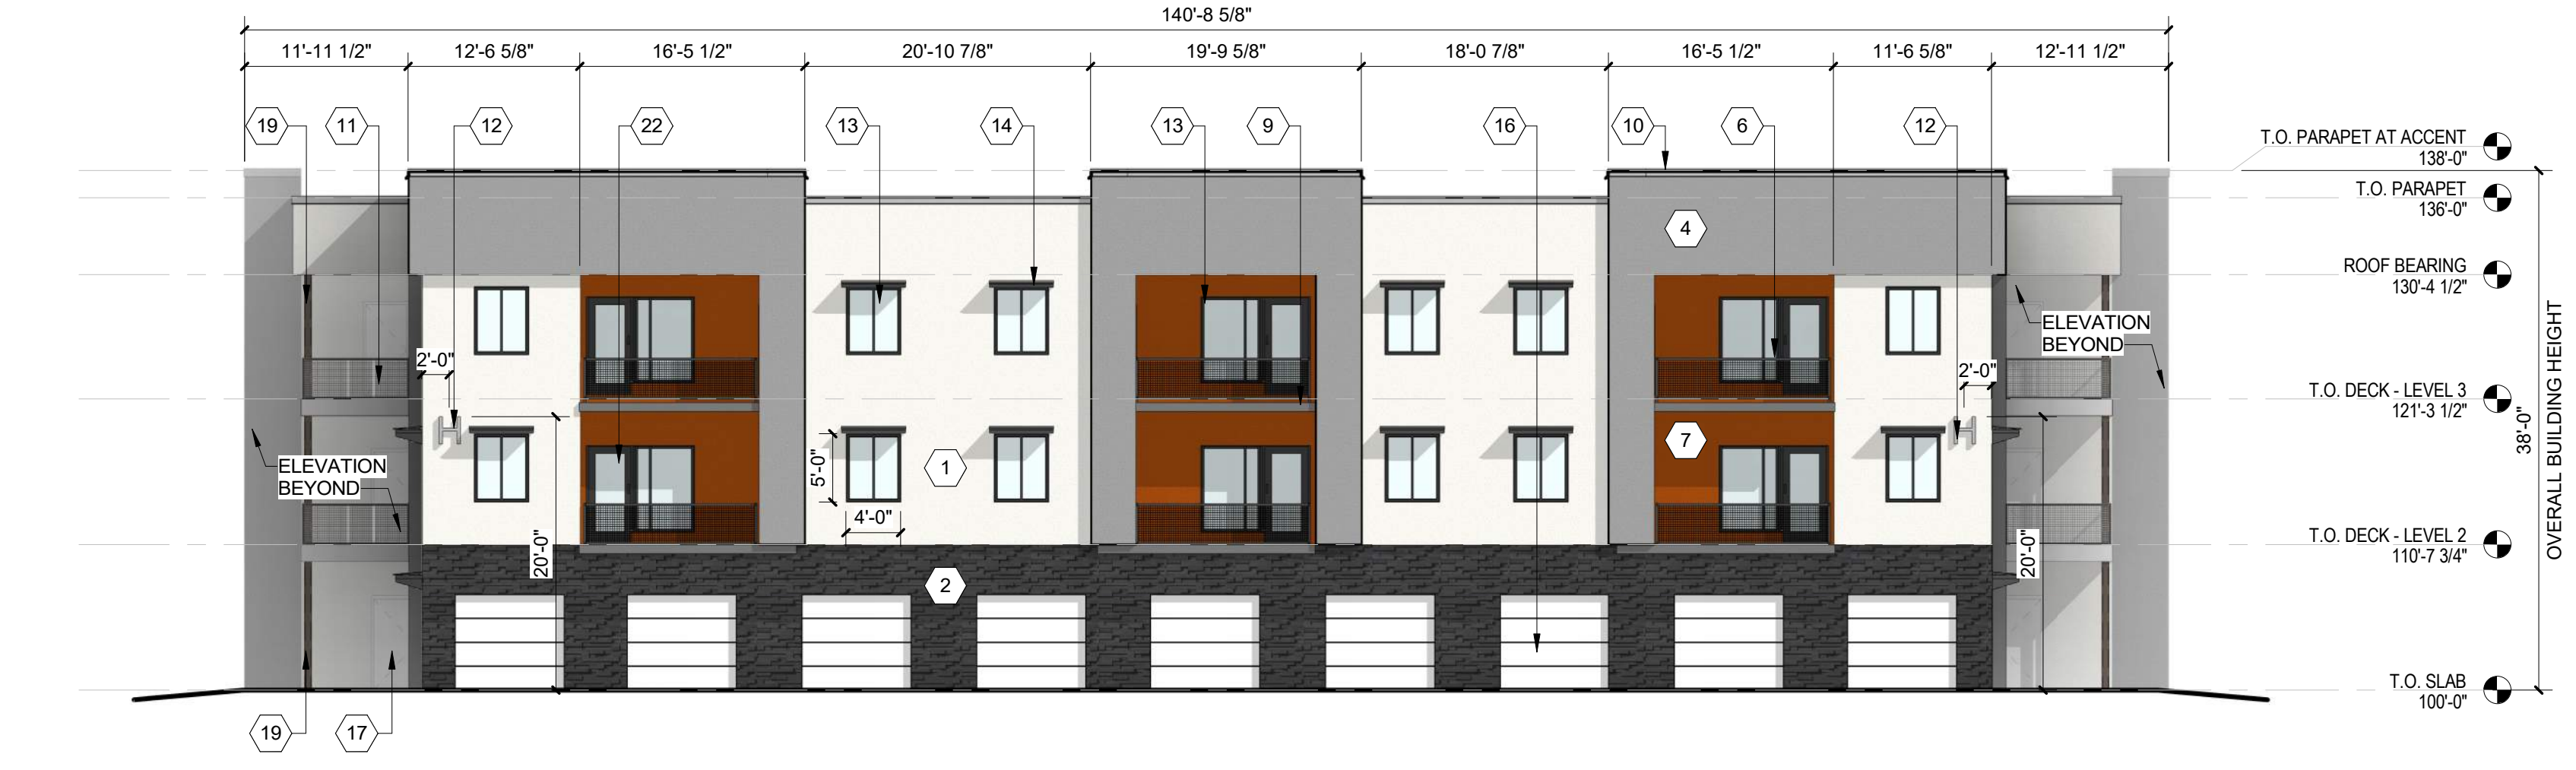 140'-8 5/8"
11'-11 1/2" 12'-6 5/8" 16'-5 1/2" 20'-10 7/8" 19'-9 5/8" 18'-0 7/8" 16'-5 1/2" 11'-6 5/8" 12'-11 1/2"
19 11 12 22 13 14 13 9 16 10 6 12
T.O. PARAPET AT ACCENT
138'-0"
T.O. PARAPET
136'-0"
4
ROOF BEARING
130'-4 1/2"
ELEVATION
BEYOND
2'-0"
2'-0"
T.O. DECK - LEVEL 3
121'-3 1/2"
38'-0"
OVERALL BUILDING HEIGHT
H
H
7
ELEVATION
BEYOND
1
5'-0"
4'-0"
20'-0"
20'-0"
T.O. DECK - LEVEL 2
110'-7 3/4"
2
T.O. SLAB
100'-0"
19 17